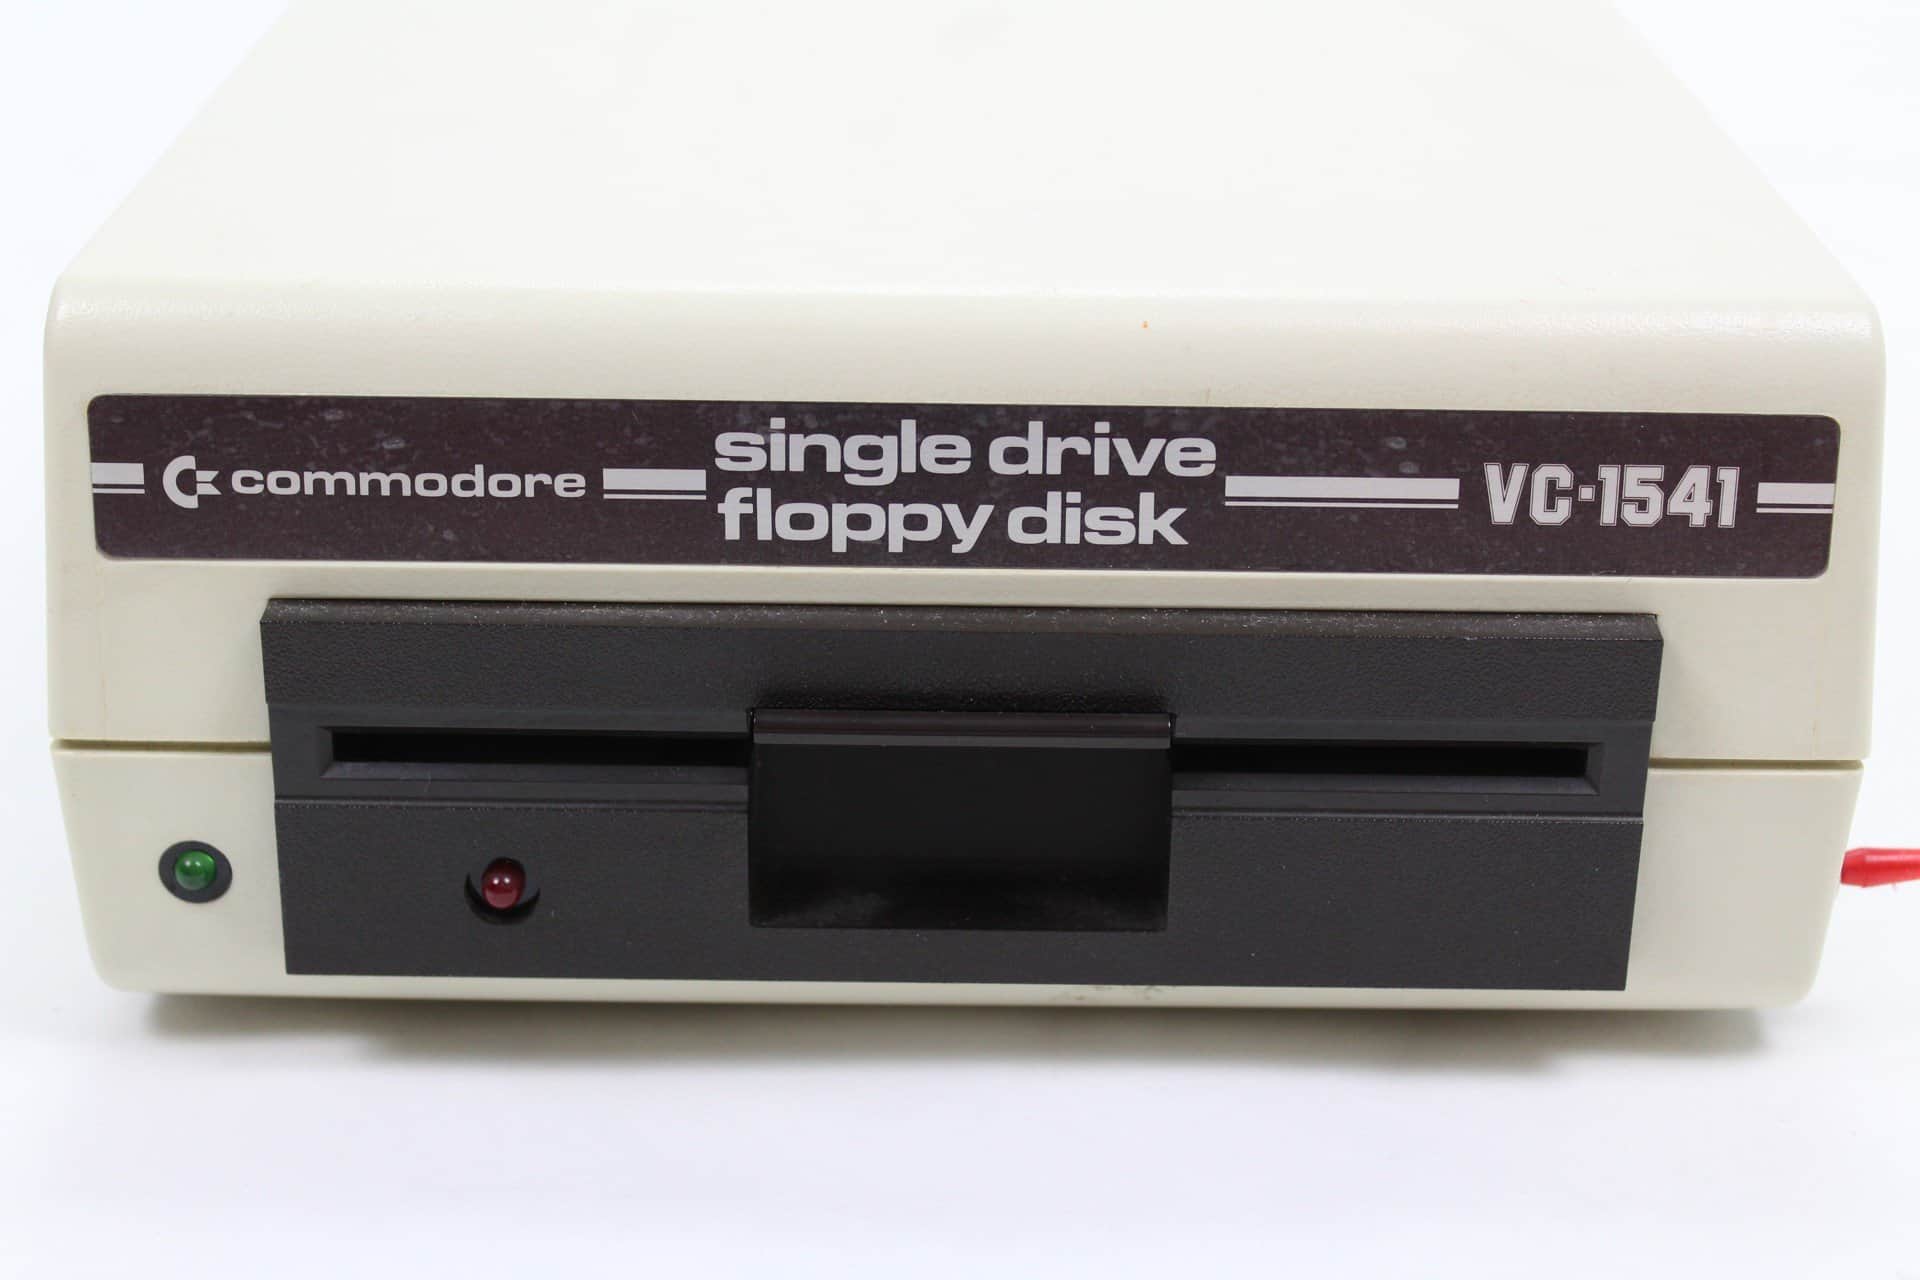 commodore
single drive
floppy disk
VC-1541